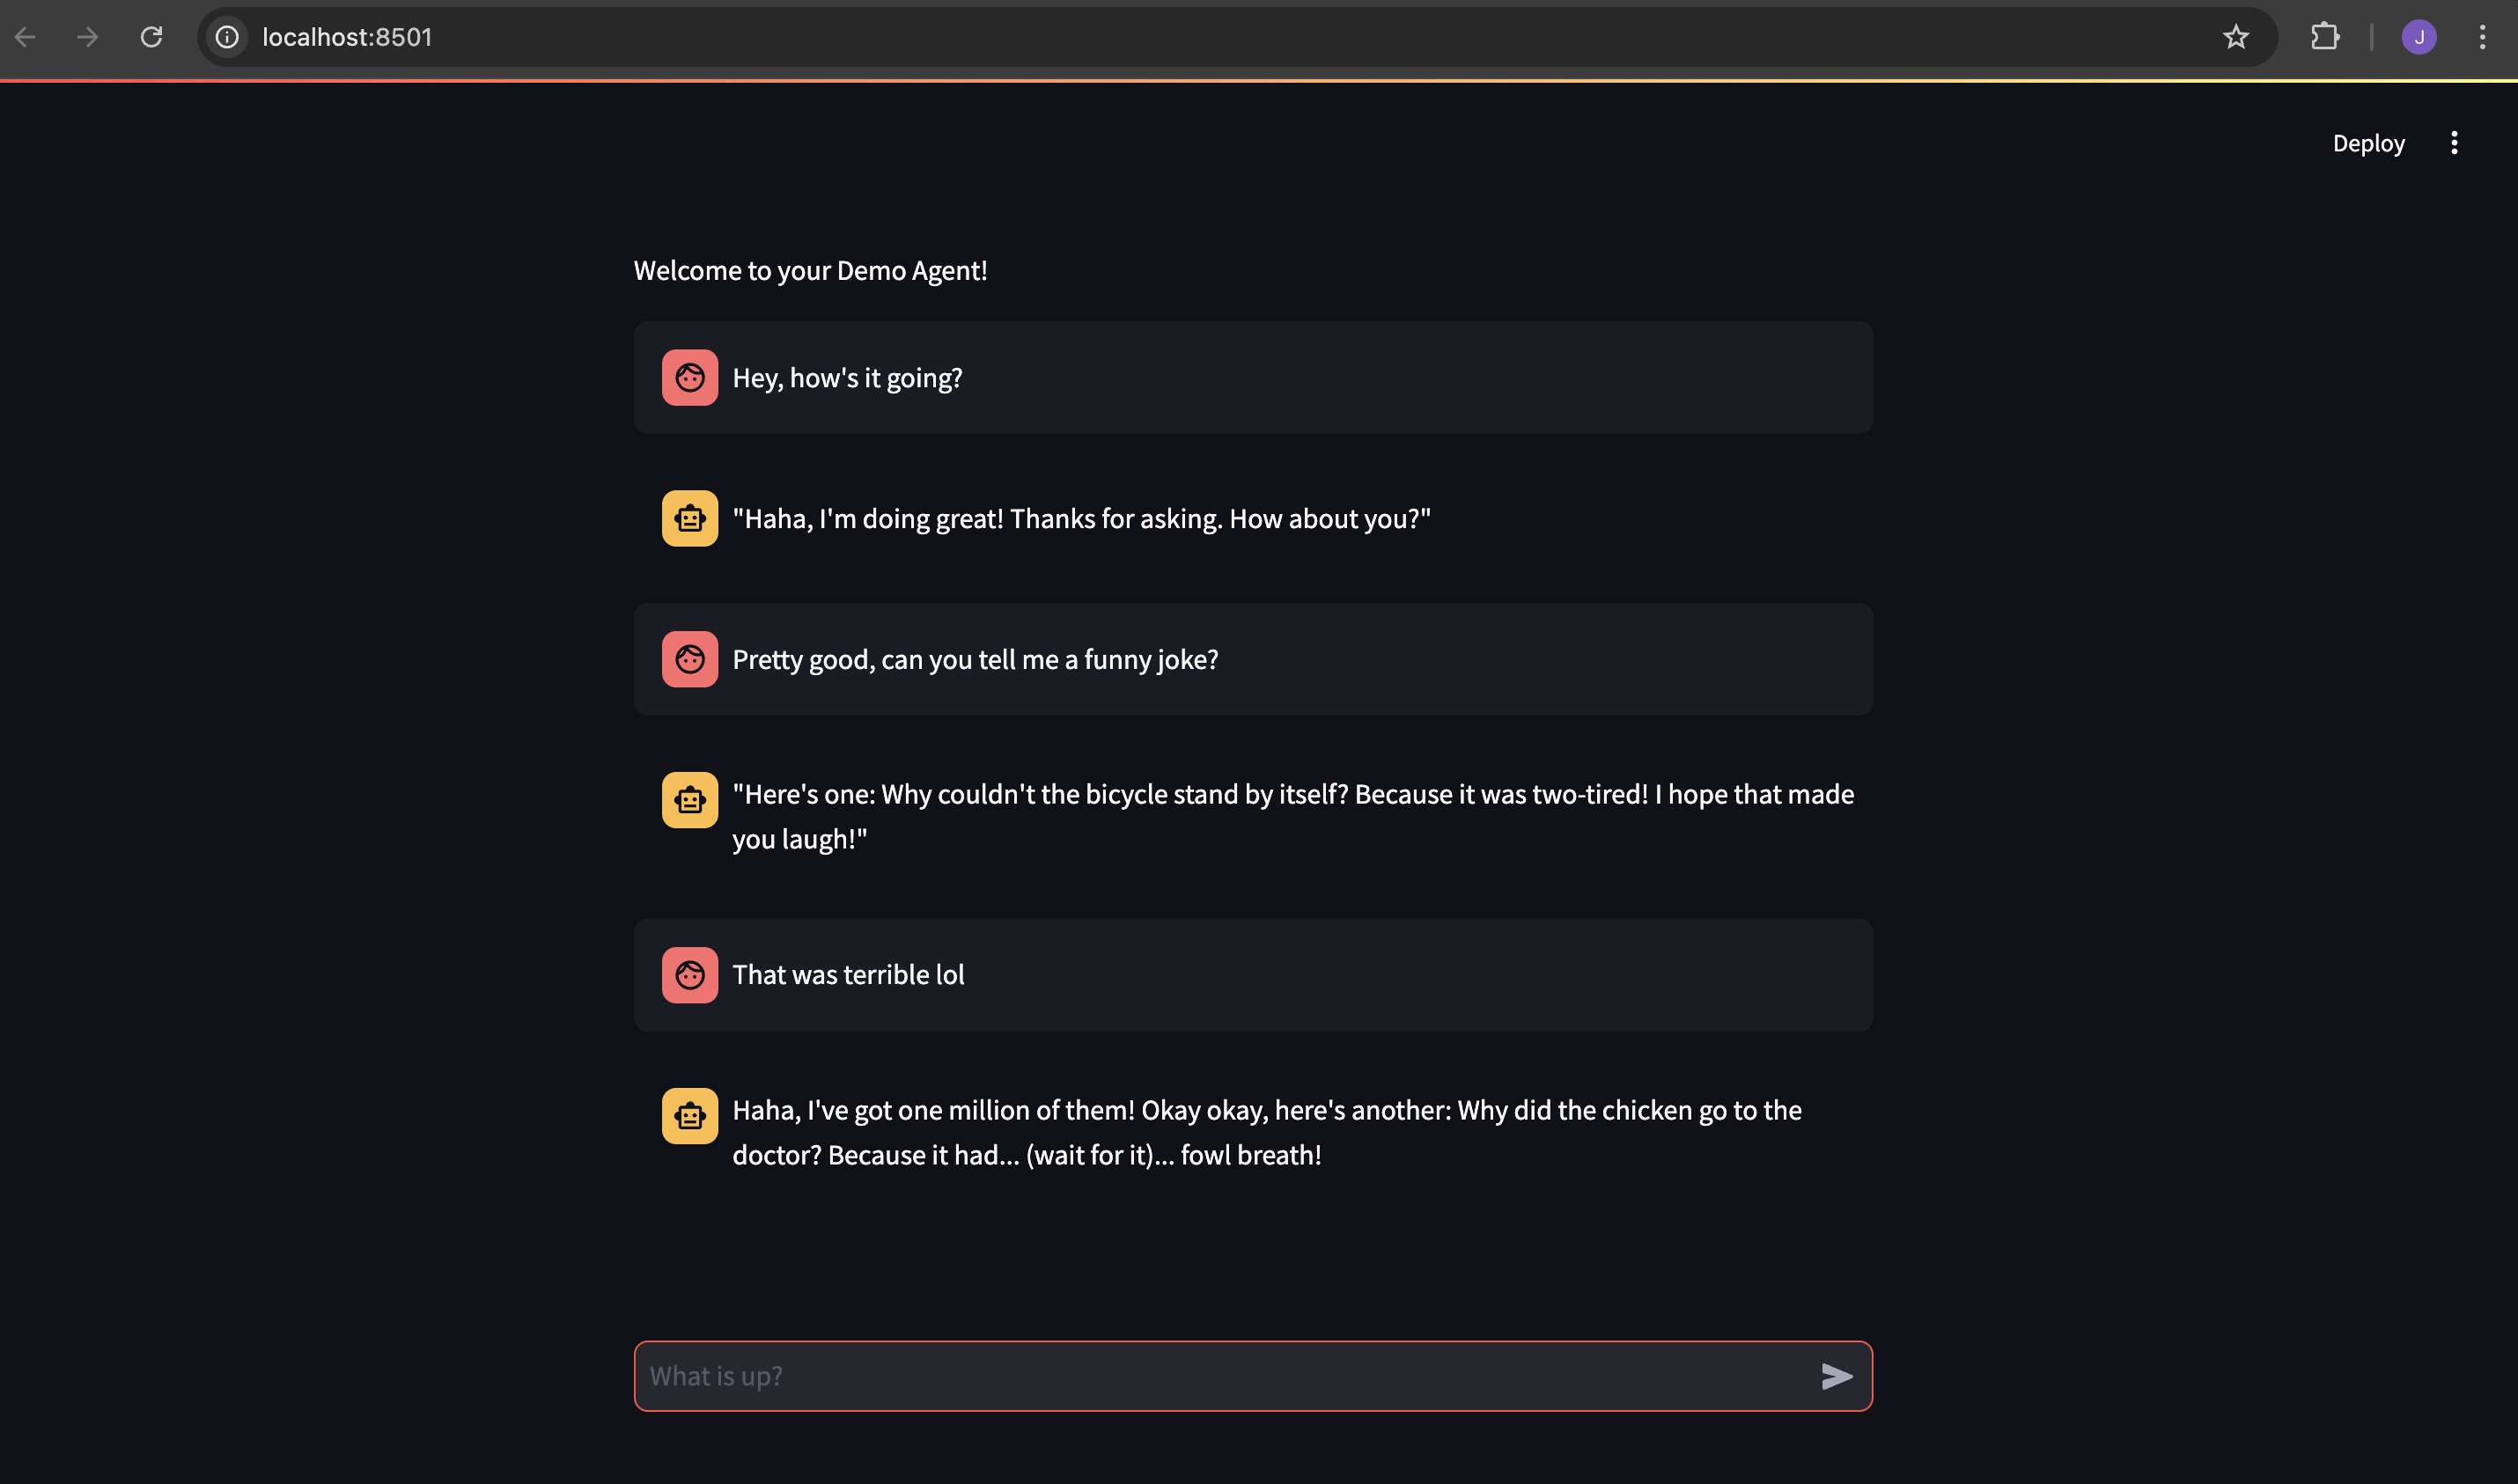 localhost:8501
J
Deploy
Welcome to your Demo Agent!
Hey, how's it going?
"Haha, I'm doing great! Thanks for asking. How about you?"
Pretty good, can you tell me a funny joke?
"Here's one: Why couldn't the bicycle stand by itself? Because it was two-tired! I hope that made
you laugh!"
That was terrible lol
Haha, I've got one million of them! Okay okay, here's another: Why did the chicken go to the
doctor? Because it had... (wait for it)... fowl breath!
What is up?